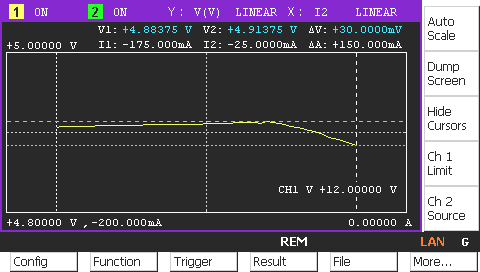 1 ON 2 ON Y: V(V) LINEAR X: I2 LINEAR
V1: +4.88375 V V2: +4.91375 V ΔV: +30.0000mV
+5.00000 V I1: -175.000mA I2: -25.0000mA ΔA: +150.000mA
CH1 V +12.00000 V
+4.80000 V ,-200.000mA 0.00000 A
Auto
Scale
Dump
Screen
Hide
Cursors
Ch 1
Limit
Ch 2
Source
REM LAN G
Config Function Trigger Result File More...